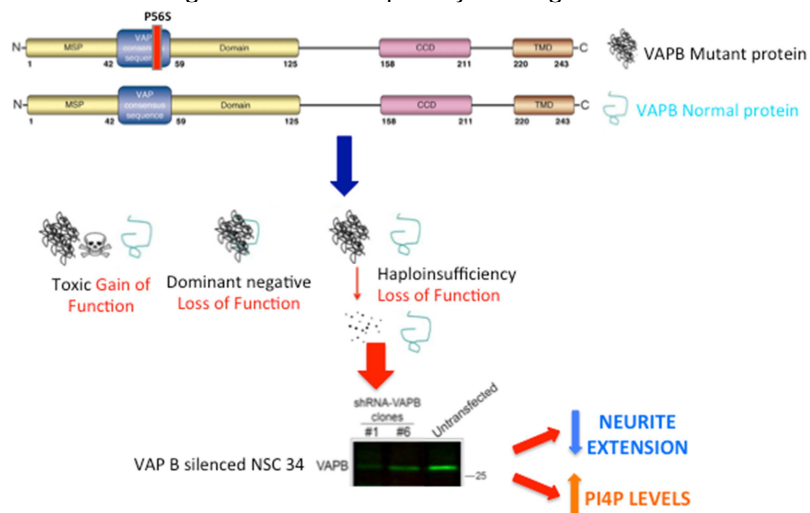 P56S
N- MSP VAP consensus sequence Domain CCD TMD -C
1 42 59 125 158 211 220 243
VAPB Mutant protein
N- MSP VAP consensus sequence Domain CCD TMD -C
1 42 59 125 158 211 220 243
VAPB Normal protein
Toxic Gain of
Function
Dominant negative
Loss of Function
Haploinsufficiency
Loss of Function
shRNA-VAPB
clones
#1 #6 Untransfected
VAP B silenced NSC 34 VAPB —25
NEURITE
EXTENSION
PI4P LEVELS